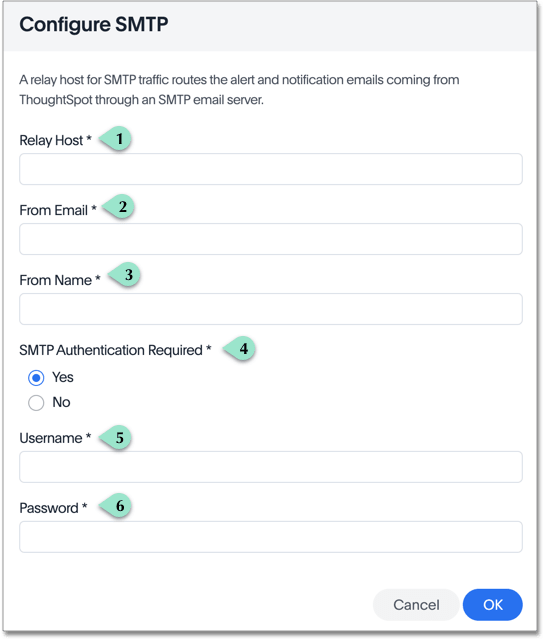 Configure SMTP
A relay host for SMTP traffic routes the alert and notification emails coming from
ThoughtSpot through an SMTP email server.
Relay Host * 1
From Email * 2
From Name * 3
SMTP Authentication Required * 4
Yes
No
Username * 5
Password * 6
Cancel OK